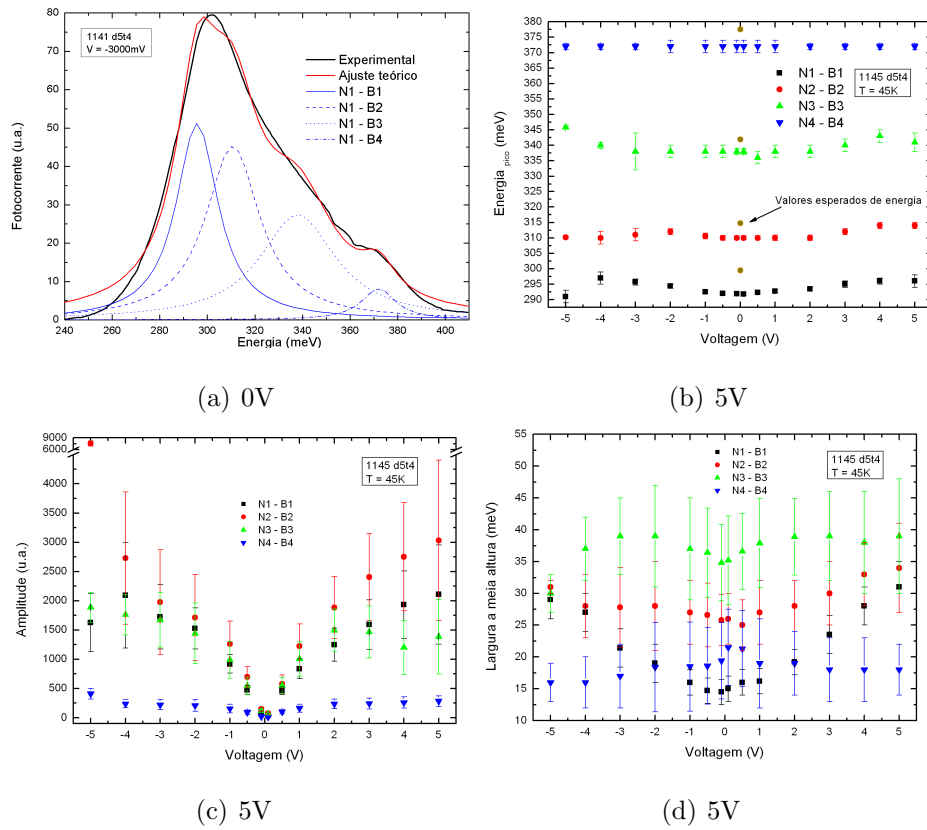 1141 d5t4
V = -3000mV
Experimental
Ajuste teórico
N1 - B1
N1 - B2
N1 - B3
N1 - B4
Fotocorrente (u.a.)
80
70
60
50
40
30
20
10
0
240 260 280 300 320 340 360 380 400
Energia (meV)
(a) 0V
380
375
370
365
360
355
350
345
340
335
330
325
320
315
310
305
300
295
290
Energia pico (meV)
N1 - B1
N2 - B2
N3 - B3
N4 - B4
1145 d5t4
T = 45K
Valores esperados de energia
-5 -4 -3 -2 -1 0 1 2 3 4 5
Voltagem (V)
(b) 5V
9000
6000
2500
2000
1500
1000
500
0
Amplitude (u.a.)
1145 d5t4
T = 45K
N1 - B1
N2 - B2
N3 - B3
N4 - B4
-5 -4 -3 -2 -1 0 1 2 3 4 5
Voltagem (V)
(c) 5V
55
50
45
40
35
30
25
20
15
10
Largura a meia altura (meV)
N1 - B1
N2 - B2
N3 - B3
N4 - B4
1145 d5t4
T = 45K
-5 -4 -3 -2 -1 0 1 2 3 4 5
Voltagem (V)
(d) 5V